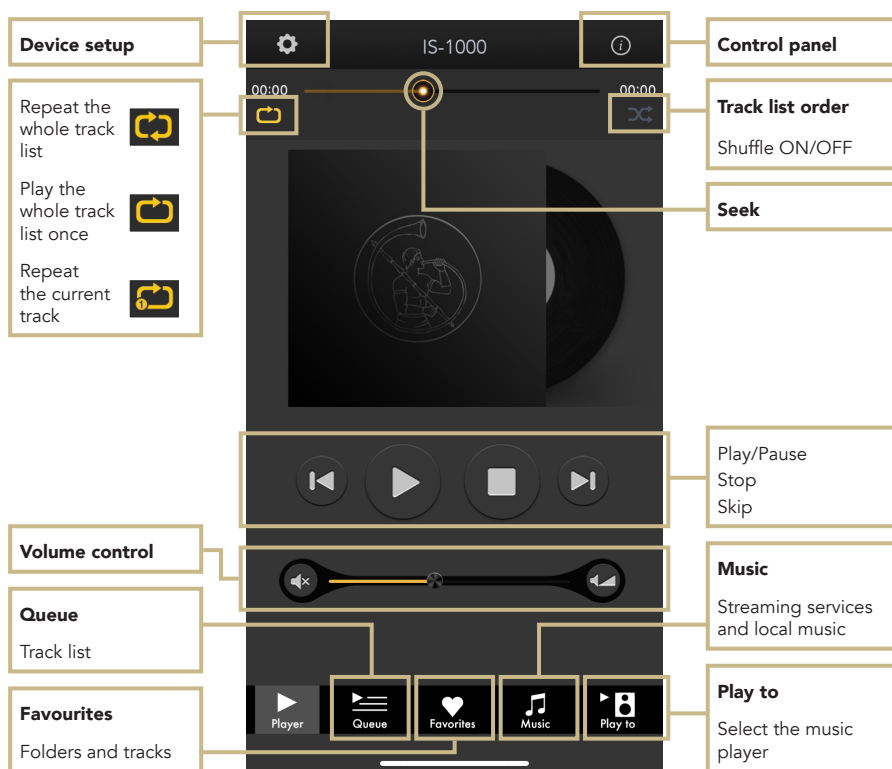 Device setup
IS-1000
Control panel
00:00
00:00
Repeat the
whole track
list
Play the
whole track
list once
Repeat
the current
track
1
Track list order
Shuffle ON/OFF
Seek
Play/Pause
Stop
Skip
Volume control
Music
Streaming services
and local music
Queue
Track list
Play to
Select the music
player
Favourites
Folders and tracks
Player
Queue
Favorites
Music
Play to